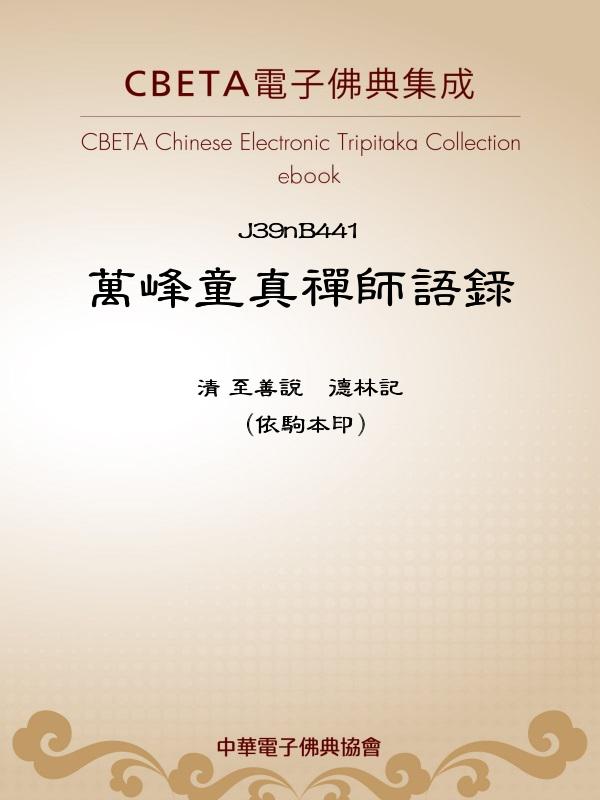 CBETA電子佛典集成
CBETA Chinese Electronic Tripitaka Collection
ebook
J39nB441
萬峰童真禪師語錄
清 至善說 德林記
(依駒本印)
中華電子佛典協會